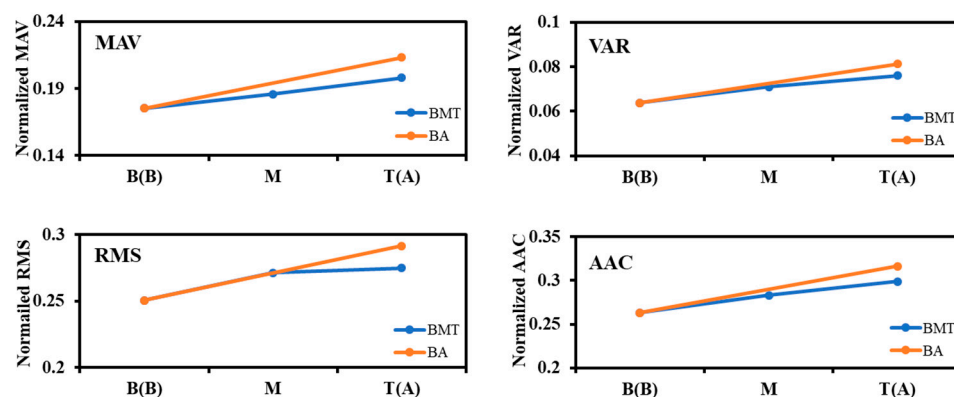 MAV
Normalized MAV
0.24
0.19
0.14
B(B) M T(A)
BMT
BA
VAR
Normalized VAR
0.1
0.08
0.06
0.04
B(B) M T(A)
BMT
BA
RMS
Normailed RMS
0.3
0.25
0.2
B(B) M T(A)
BMT
BA
AAC
Normalized AAC
0.35
0.3
0.25
0.2
B(B) M T(A)
BMT
BA